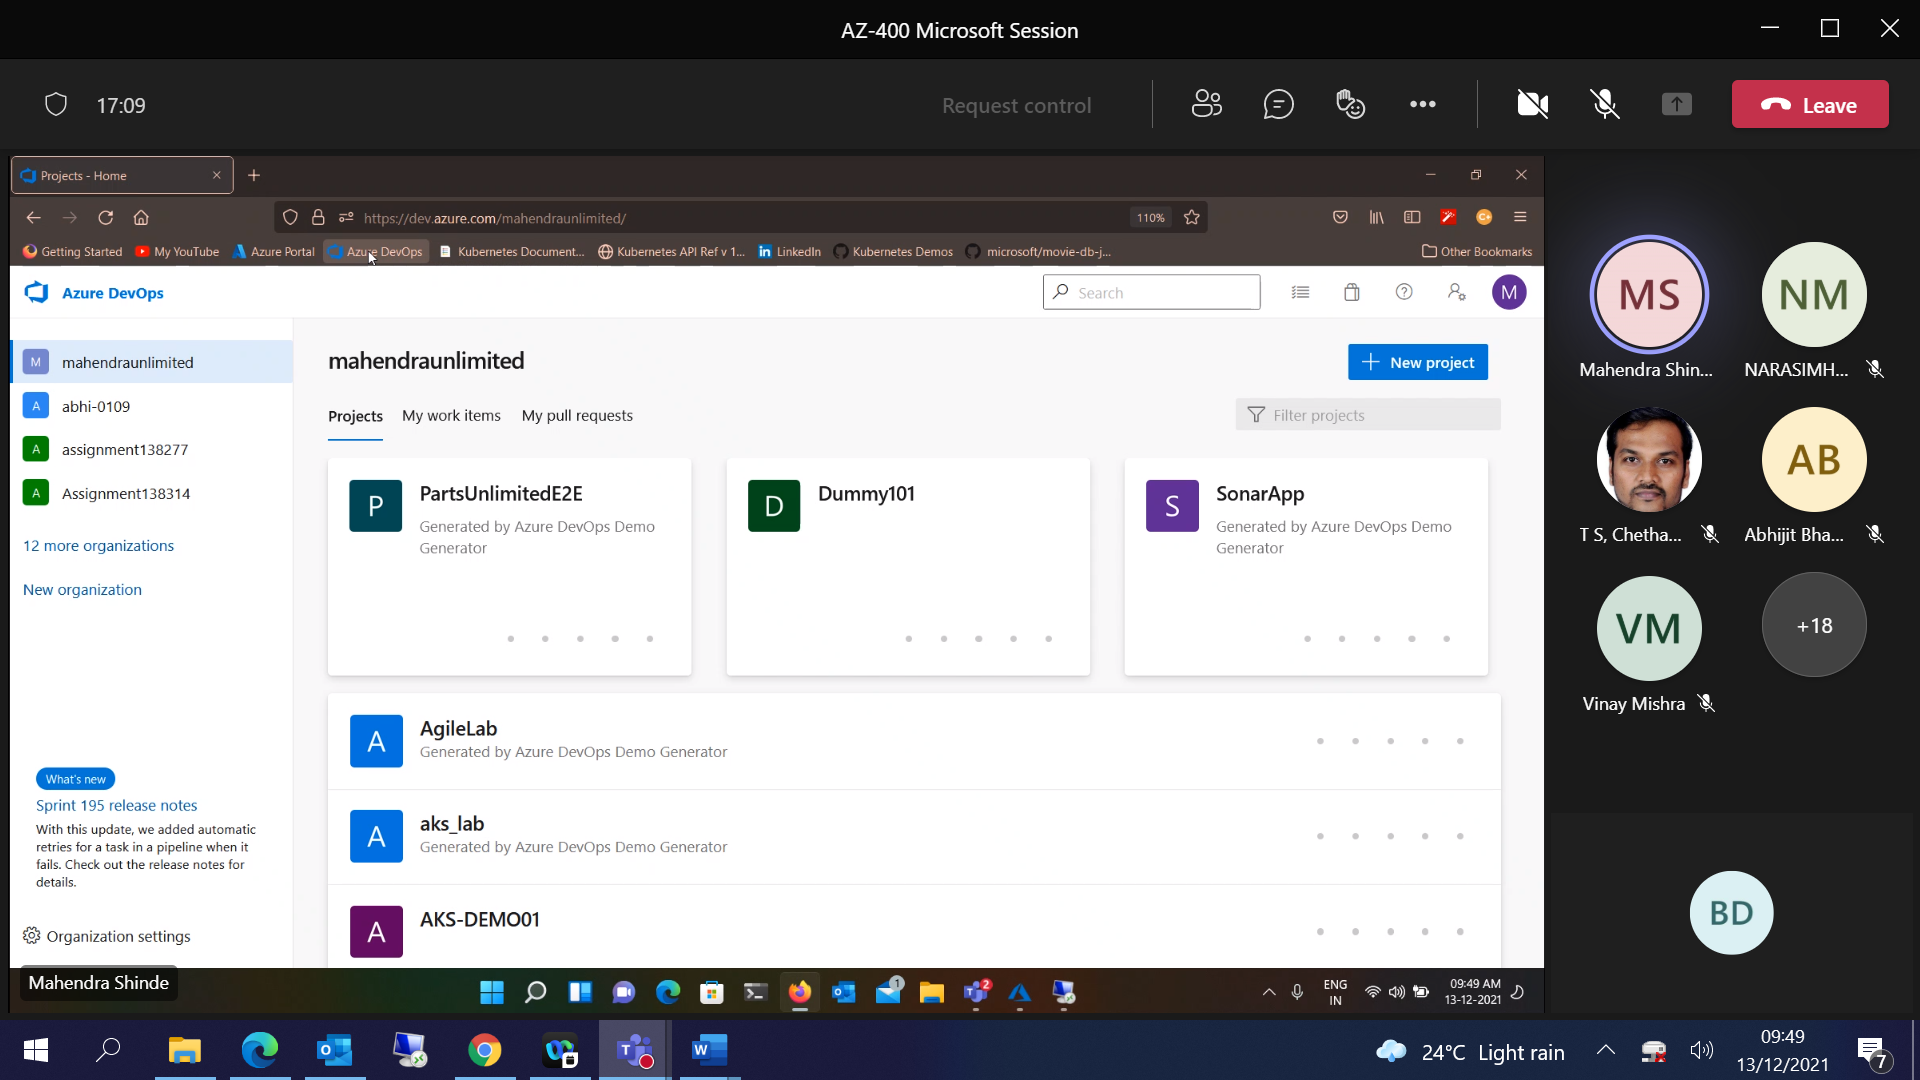 AZ-400 Microsoft Session
17:09
Request control
Leave
Projects - Home
https://dev.azure.com/mahendraunlimited/
110%
Getting Started
My YouTube
Azure Portal
Azure DevOps
Kubernetes Document...
Kubernetes API Ref v 1...
LinkedIn
Kubernetes Demos
microsoft/movie-db-j...
Other Bookmarks
Azure DevOps
Search
M
M mahendraunlimited
A abhi-0109
A assignment138277
A Assignment138314
12 more organizations
New organization
What's new
Sprint 195 release notes
With this update, we added automatic
retries for a task in a pipeline when it
fails. Check out the release notes for
details.
Organization settings
mahendraunlimited
New project
Projects My work items My pull requests
Filter projects
P PartsUnlimitedE2E
Generated by Azure DevOps Demo
Generator
D Dummy101
S SonarApp
Generated by Azure DevOps Demo
Generator
A AgileLab
Generated by Azure DevOps Demo Generator
A aks_lab
Generated by Azure DevOps Demo Generator
A AKS-DEMO01
Mahendra Shinde
1
2
ENG
IN
09:49 AM
13-12-2021
MS
Mahendra Shin...
NM
NARASIMH...
T S, Chetha...
AB
Abhijit Bha...
VM
Vinay Mishra
+18
BD
24°C Light rain
09:49
13/12/2021
7